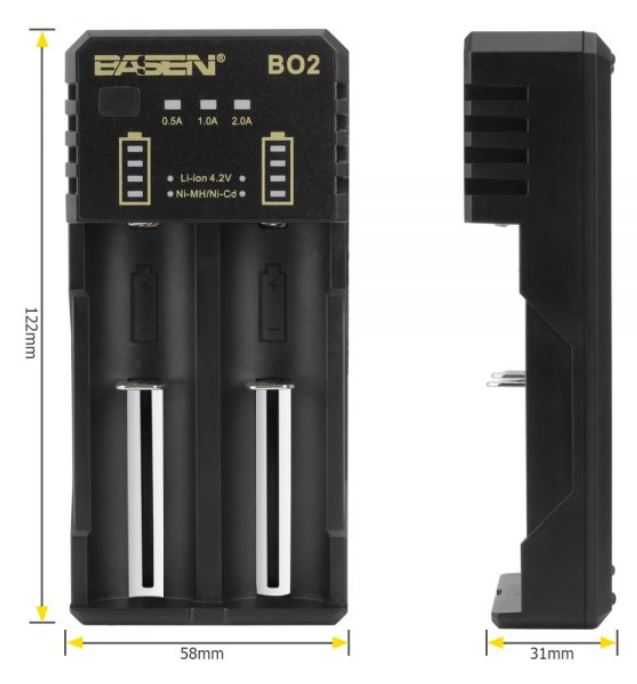 BASEN® BO2
0.5A 1.0A 2.0A
Li-ion 4.2V
Ni-MH/Ni-Cd
+ +
- -
122mm
58mm
31mm